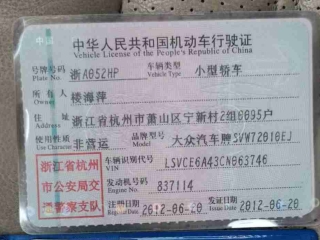 中华人民共和国机动车行驶证
Vehicle License of the People's Republic of China
号牌号码 浙A052HP 车辆类型 小型轿车
Plate No. Vehicle Type
所有人 楼海萍
Owner
住址 浙江省杭州市萧山区宁新村2组0095户
Address
使用性质 非营运 品牌型号 大众汽车牌SVW72010EJ
Use Character Model
浙江省杭州
市公安局交
通警察支队
车辆识别代号 LSVCE6A43CN063746
VIN
发动机号码 837114
Engine No.
注册日期 2012-06-20 发证日期 2012-06-20
Register Date Issue Date